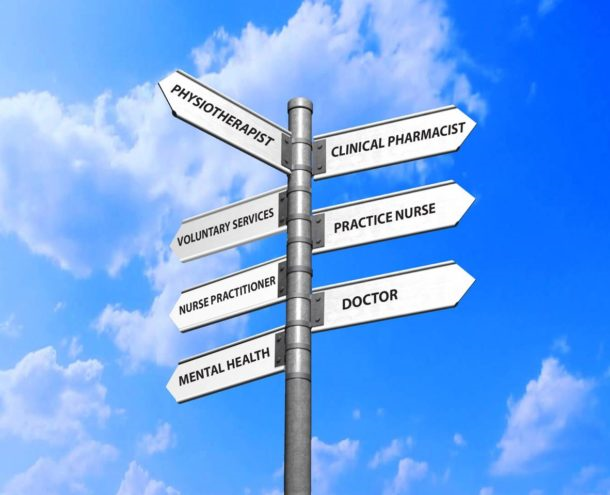 PHYSIOTHERAPIST
CLINICAL PHARMACIST
VOLUNTARY SERVICES
PRACTICE NURSE
NURSE PRACTITIONER
DOCTOR
MENTAL HEALTH